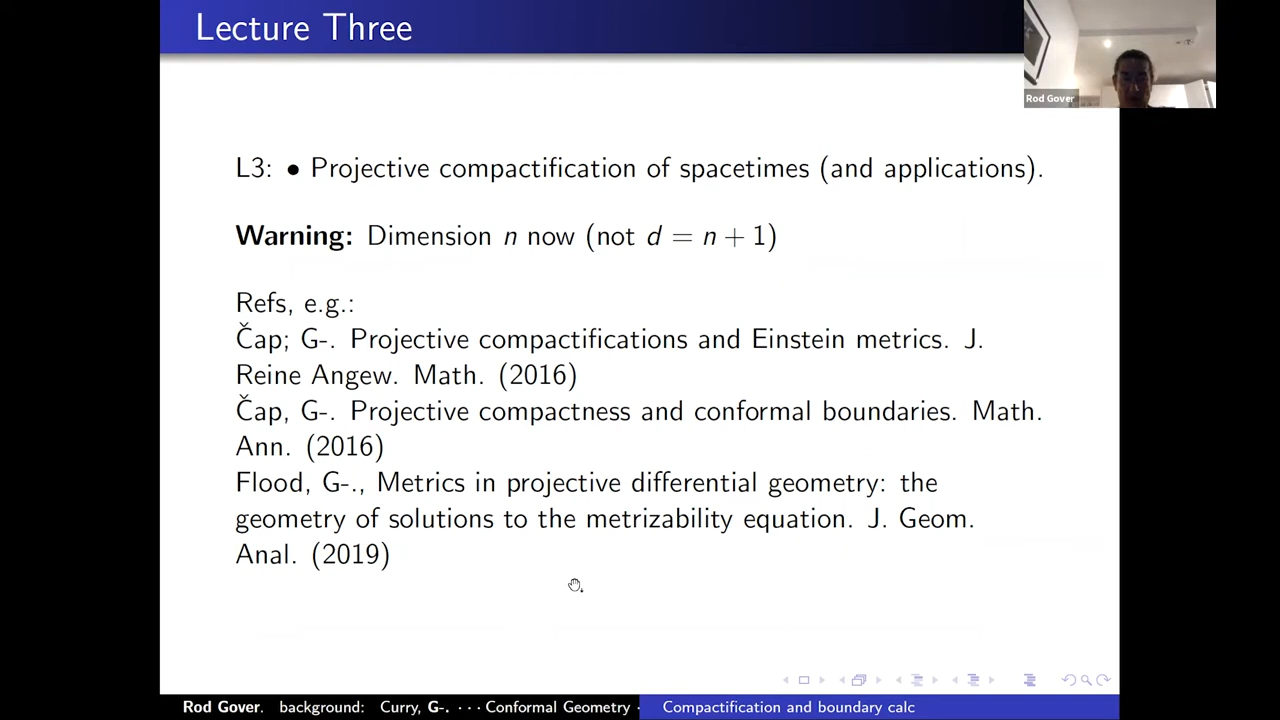 Lecture Three
Rod Gover
L3: • Projective compactification of spacetimes (and applications).
Warning: Dimension n now (not d = n + 1)
Refs, e.g.:
Čap; G-. Projective compactifications and Einstein metrics. J.
Reine Angew. Math. (2016)
Čap, G-. Projective compactness and conformal boundaries. Math.
Ann. (2016)
Flood, G-., Metrics in projective differential geometry: the
geometry of solutions to the metrizability equation. J. Geom.
Anal. (2019)
Rod Gover. background: Curry, G-. ··· Conformal Geometry · Compactification and boundary calc